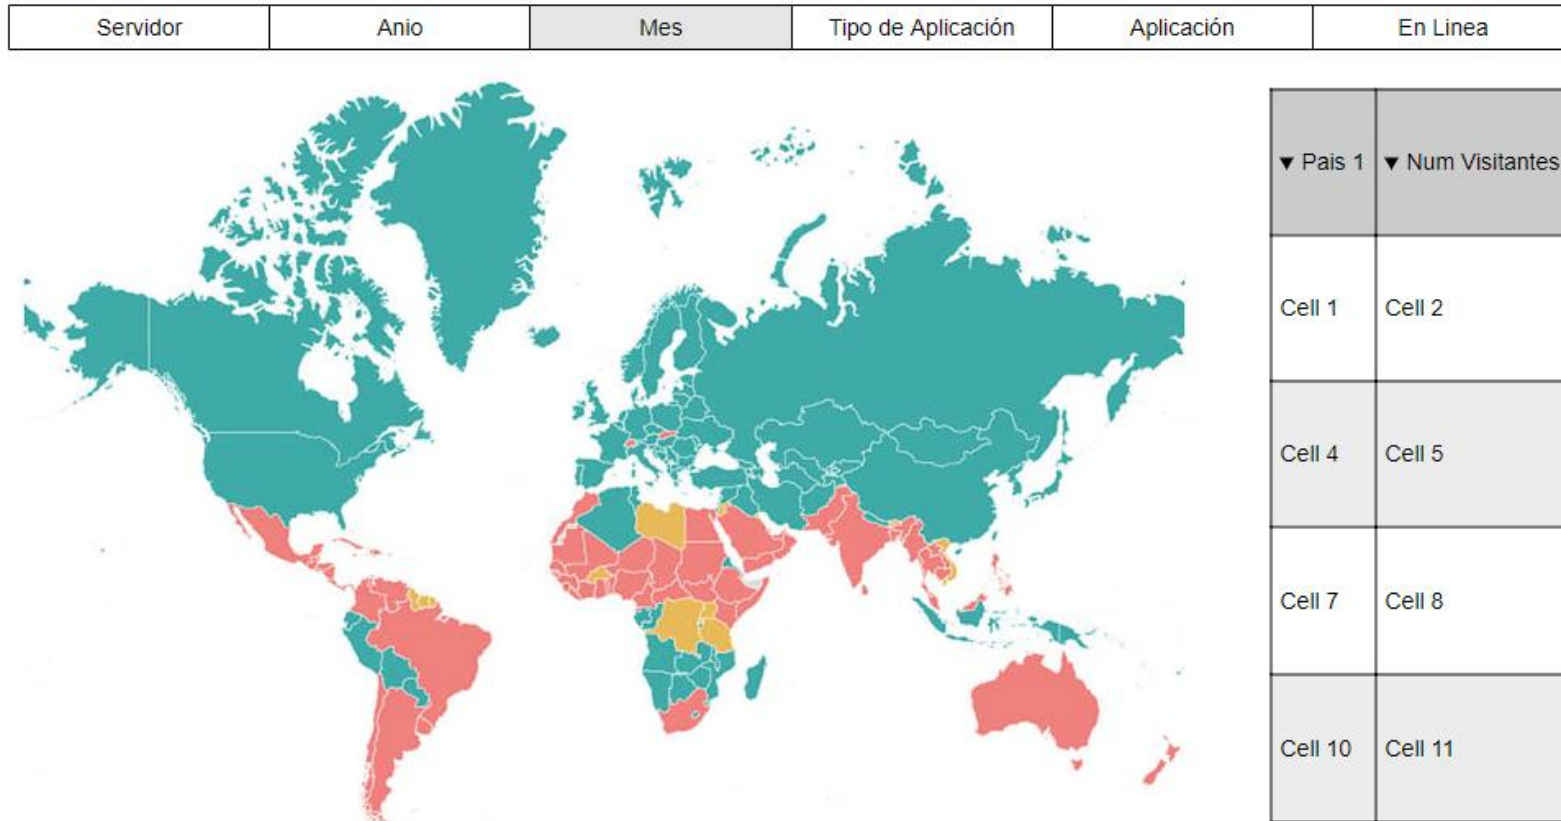 Servidor Anio Mes Tipo de Aplicación Aplicación En Linea
▼ Pais 1 ▼ Num Visitantes
Cell 1 Cell 2
Cell 4 Cell 5
Cell 7 Cell 8
Cell 10 Cell 11